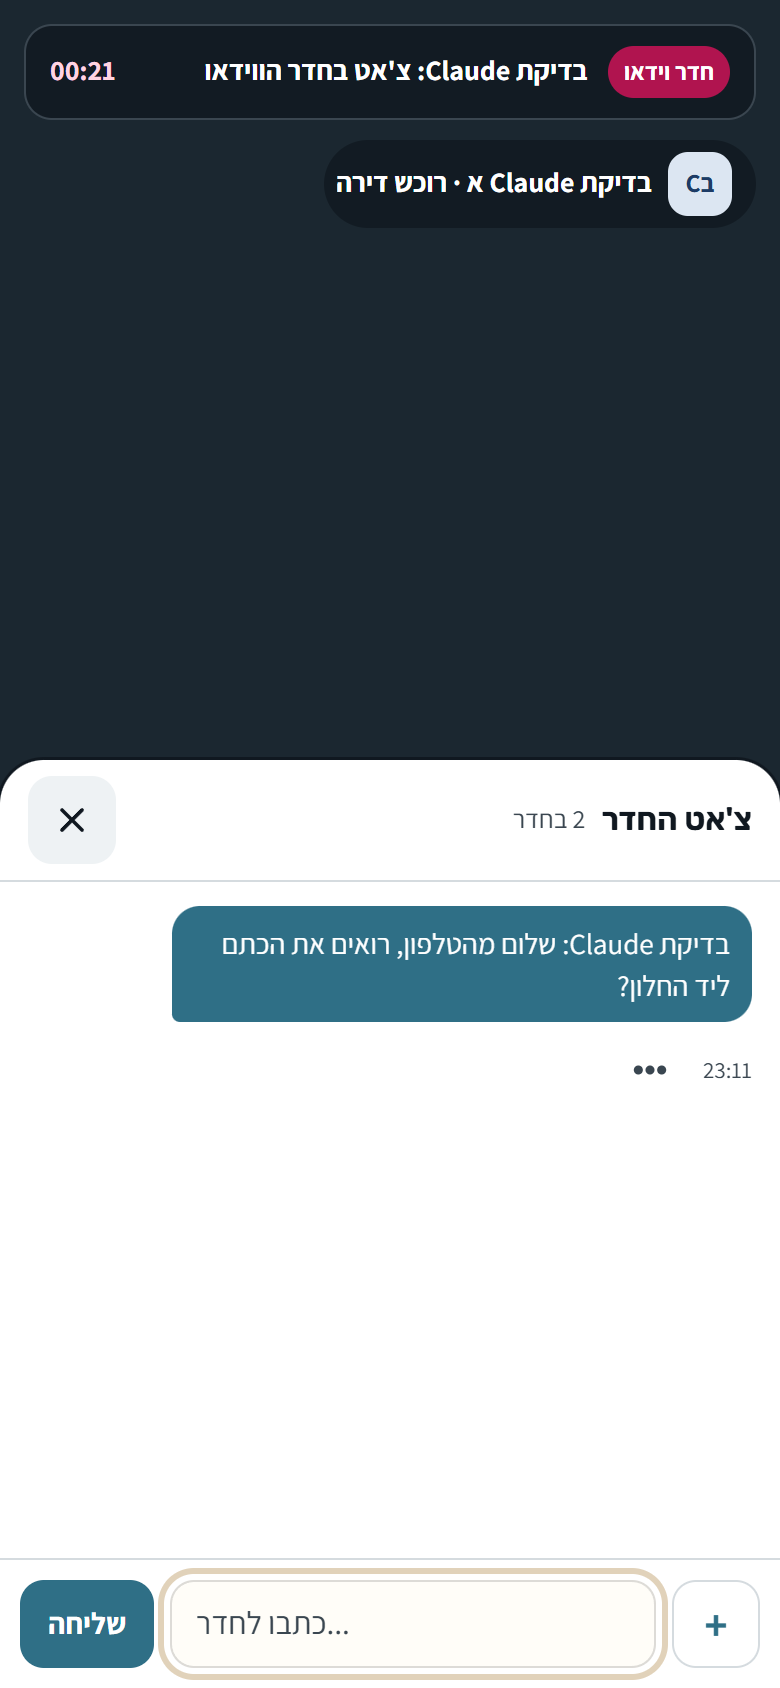 חדר וידאו
בדיקת Claude: צ'אט בחדר הווידאו
00:21
בC
בדיקת Claude א · רוכש דירה
צ'אט החדר
2 בחדר
בדיקת Claude: שלום מהטלפון, רואים את הכתם
ליד החלון?
23:11
+
כתבו לחדר...
שליחה